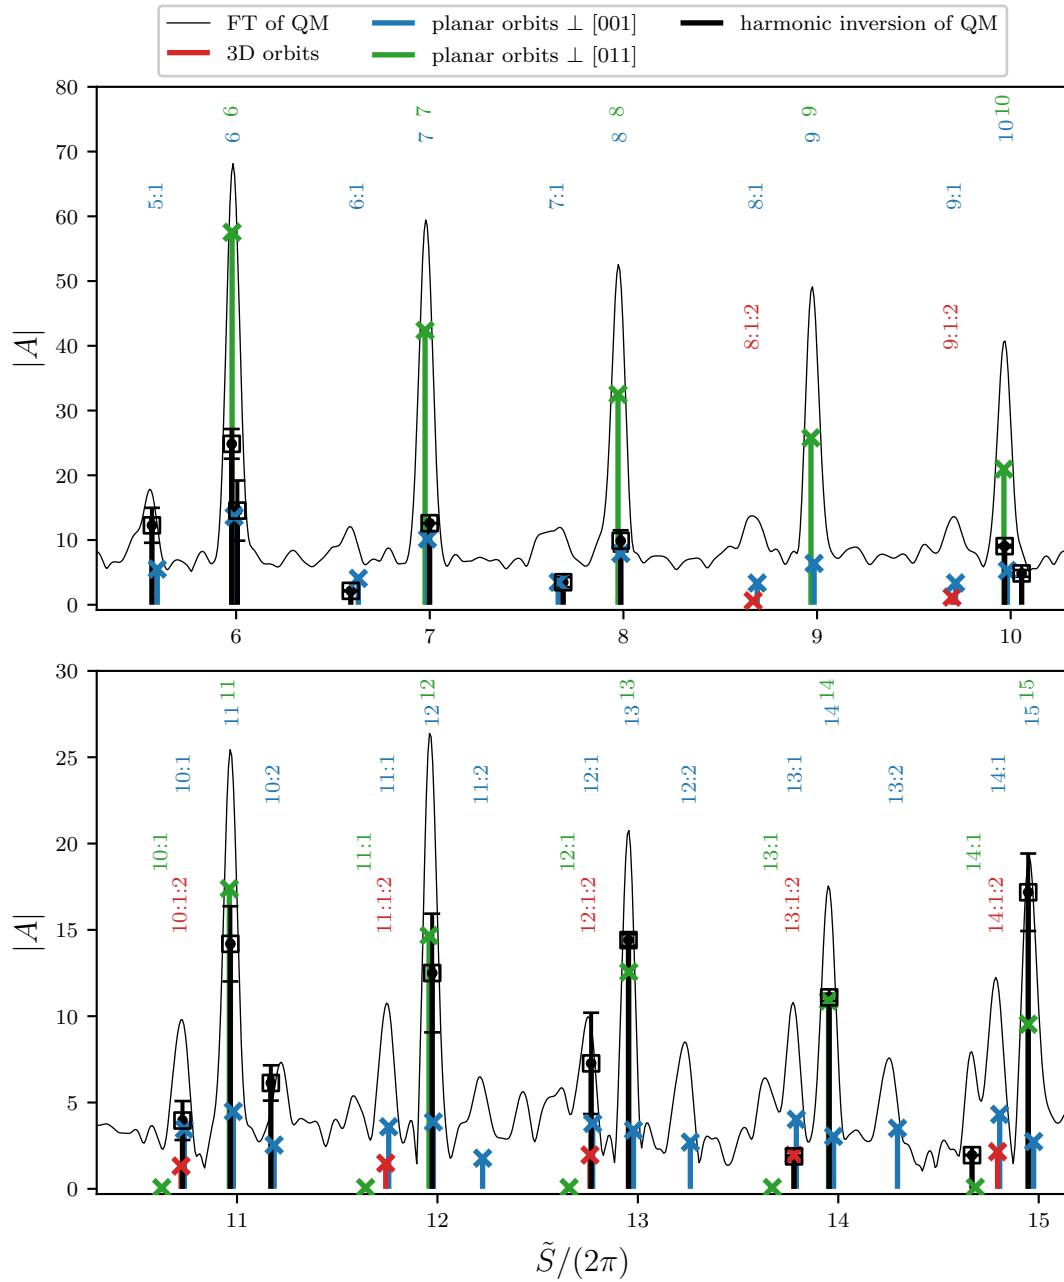 FT of QM
3D orbits
planar orbits ⊥ [001]
planar orbits ⊥ [011]
harmonic inversion of QM
80
70
60
50
40
30
20
10
0
|A|
6 7 8 9 10
6 7 8 9 10
5:1 6:1 7:1 8:1 9:1
8:1:2 9:1:2
6 7 8 9 10
30
25
20
15
10
5
0
|A|
11 12 13 14 15
11 12 13 14 15
10:1 10:2 11:1 11:2 12:1 12:2 13:1 13:2 14:1
10:1 11:1 12:1 13:1 14:1
10:1:2 11:1:2 12:1:2 13:1:2 14:1:2
11 12 13 14 15
S̃/(2π)